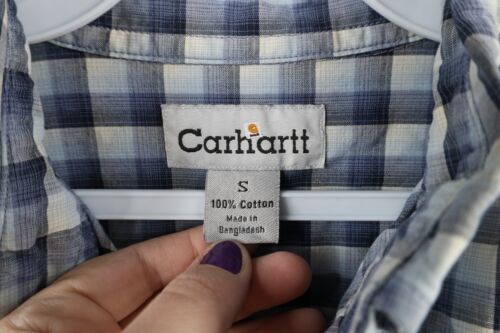 Carhartt
S
100% Cotton
Made in
Bangladesh